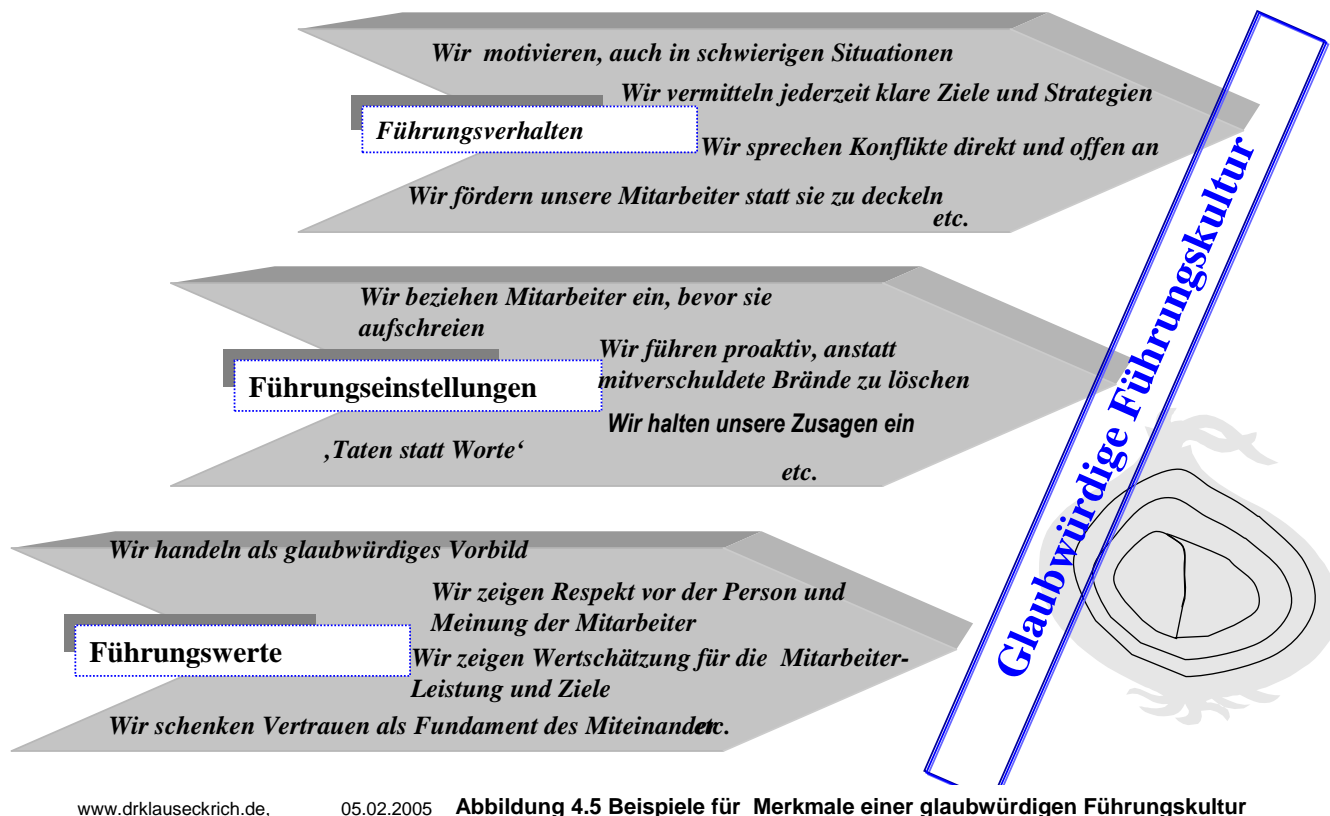 Wir motivieren, auch in schwierigen Situationen
Wir vermitteln jederzeit klare Ziele und Strategien
Führungsverhalten
Wir sprechen Konflikte direkt und offen an
Wir fördern unsere Mitarbeiter statt sie zu deckeln
etc.
Wir beziehen Mitarbeiter ein, bevor sie
aufschreien
Wir führen proaktiv, anstatt
mitverschuldete Brände zu löschen
Führungseinstellungen
Wir halten unsere Zusagen ein
‚Taten statt Worte‘
etc.
Wir handeln als glaubwürdiges Vorbild
Wir zeigen Respekt vor der Person und
Meinung der Mitarbeiter
Führungswerte
Wir zeigen Wertschätzung für die Mitarbeiter-
Leistung und Ziele
Wir schenken Vertrauen als Fundament des Miteinander
etc.
Glaubwürdige Führungskultur
www.drklauseckrich.de, 05.02.2005 Abbildung 4.5 Beispiele für Merkmale einer glaubwürdigen Führungskultur